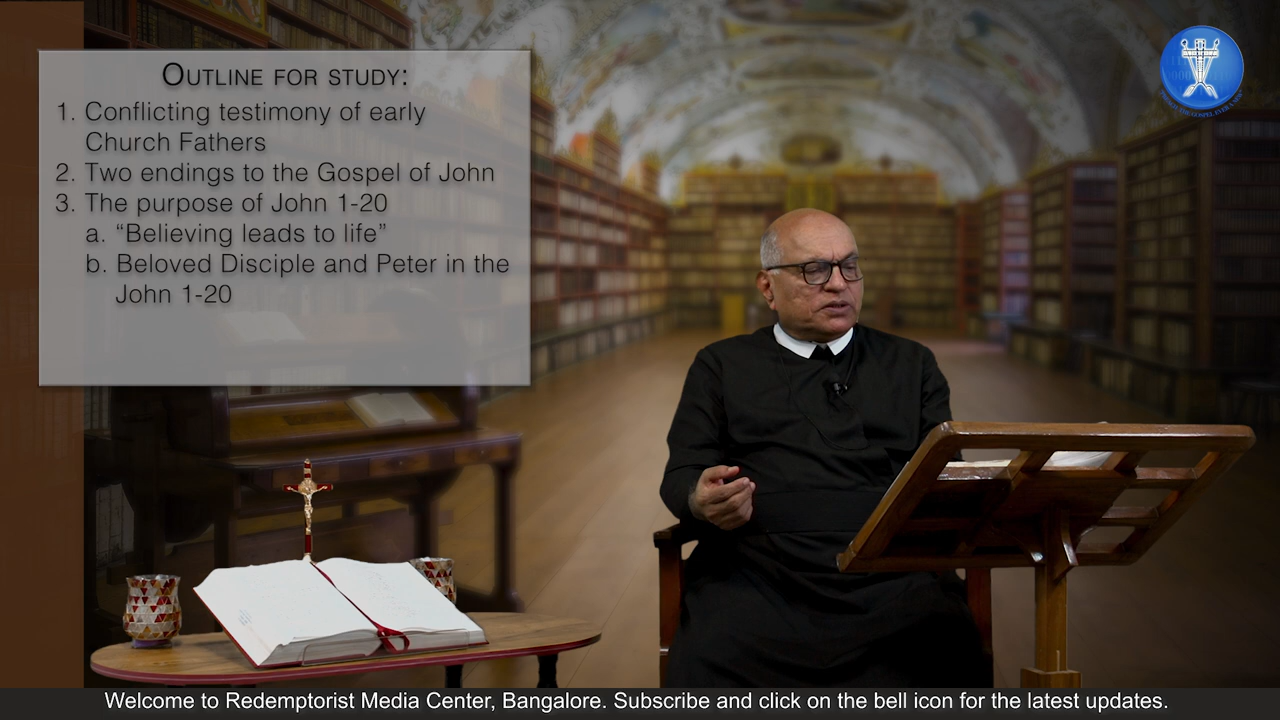 OUTLINE FOR STUDY:
1. Conflicting testimony of early
Church Fathers
2. Two endings to the Gospel of John
3. The purpose of John 1-20
a. “Believing leads to life”
b. Beloved Disciple and Peter in the
John 1-20
Welcome to Redemptorist Media Center, Bangalore. Subscribe and click on the bell icon for the latest updates.